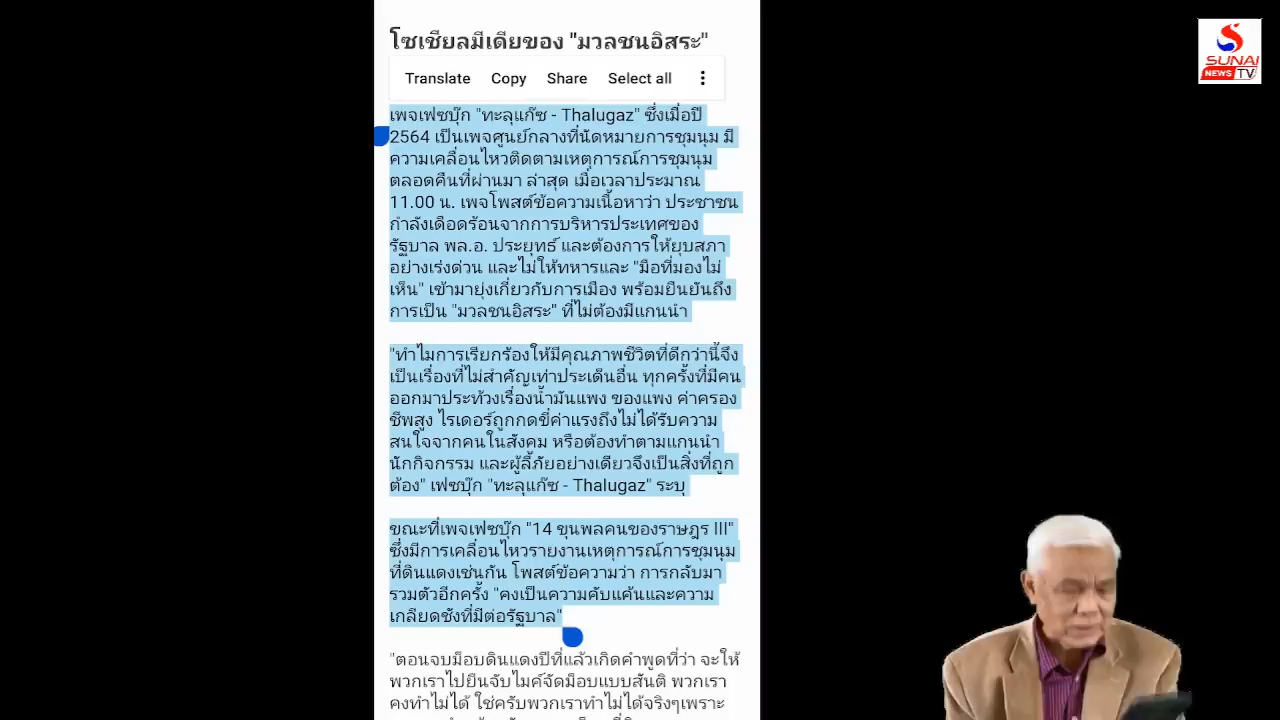 โซเชียลมีเดียของ "มวลชนอิสระ"
Translate Copy Share Select all
เพจเฟซบุ๊ก "ทะลุแก๊ซ - Thalugaz" ซึ่งเมื่อปี
2564 เป็นเพจศูนย์กลางที่นัดหมายการชุมนุม มี
ความเคลื่อนไหวติดตามเหตุการณ์การชุมนุม
ตลอดคืนที่ผ่านมา ล่าสุด เมื่อเวลาประมาณ
11.00 น. เพจโพสต์ข้อความเนื้อหาว่า ประชาชน
กำลังเดือดร้อนจากการบริหารประเทศของ
รัฐบาล พล.อ. ประยุทธ์ และต้องการให้ยุบสภา
อย่างเร่งด่วน และไม่ให้ทหารและ "มือที่มองไม่
เห็น" เข้ามายุ่งเกี่ยวกับการเมือง พร้อมยืนยันถึง
การเป็น "มวลชนอิสระ" ที่ไม่ต้องมีแกนนำ
"ทำไมการเรียกร้องให้มีคุณภาพชีวิตที่ดีกว่านี้จึง
เป็นเรื่องที่ไม่สำคัญเท่าประเด็นอื่น ทุกครั้งที่มีคน
ออกมาประท้วงเรื่องน้ำมันแพง ของแพง ค่าครอง
ชีพสูง ไรเดอร์ถูกกดขี่ค่าแรงถึงไม่ได้รับความ
สนใจจากคนในสังคม หรือต้องทำตามแกนนำ
นักกิจกรรม และผู้ลี้ภัยอย่างเดียวจึงเป็นสิ่งที่ถูก
ต้อง" เฟซบุ๊ก "ทะลุแก๊ซ - Thalugaz" ระบุ
ขณะที่เพจเฟซบุ๊ก "14 ขุนพลคนของราษฎร III"
ซึ่งมีการเคลื่อนไหวรายงานเหตุการณ์การชุมนุม
ที่ดินแดงเช่นกัน โพสต์ข้อความว่า การกลับมา
รวมตัวอีกครั้ง "คงเป็นความคับแค้นและความ
เกลียดชังที่มีต่อรัฐบาล"
"ตอนจบม็อบดินแดงปีที่แล้วเกิดคำพูดที่ว่า จะให้
พวกเราไปยืนจับไมค์จัดม็อบแบบสันติ พวกเรา
คงทำไม่ได้ ใช่ครับพวกเราทำไม่ได้จริงๆเพราะ
SUNAI
NEWS TV